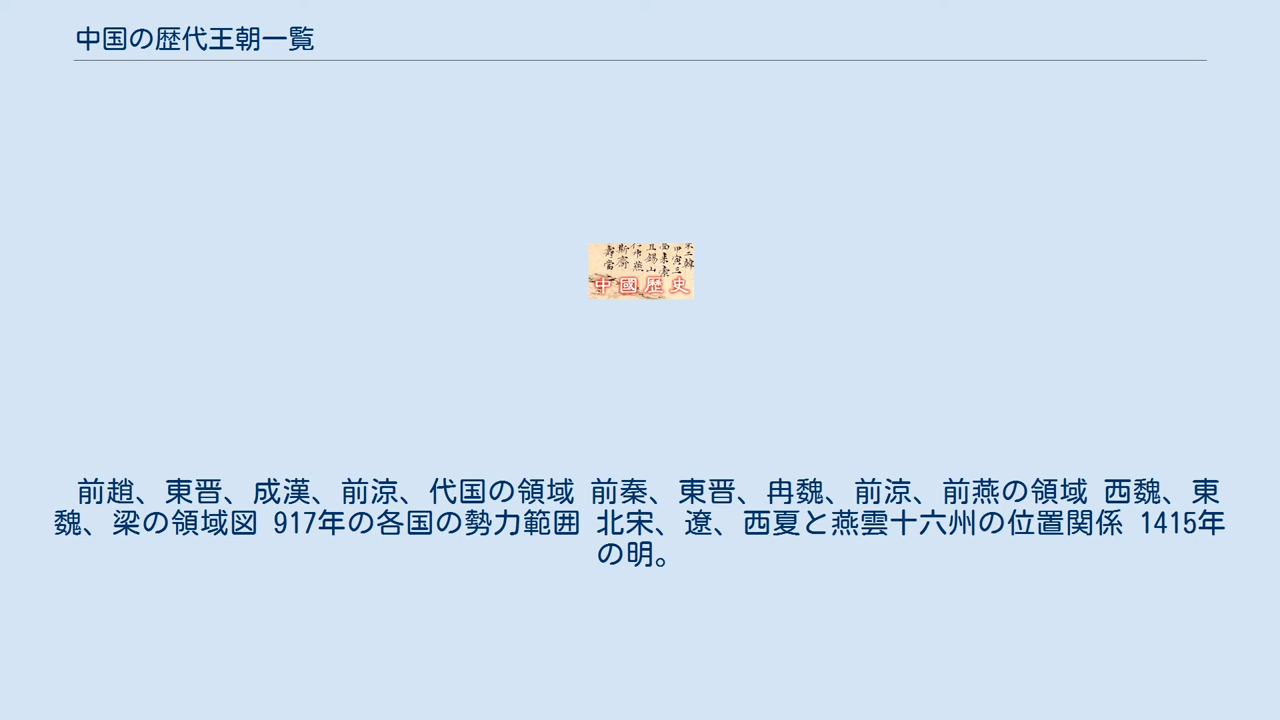 中国の歴代王朝一覧
中國歷史
前趙、東晋、成漢、前涼、代国の領域 前秦、東晋、冉魏、前涼、前燕の領域 西魏、東
魏、梁の領域図 917年の各国の勢力範囲 北宋、遼、西夏と燕雲十六州の位置関係 1415年
の明。